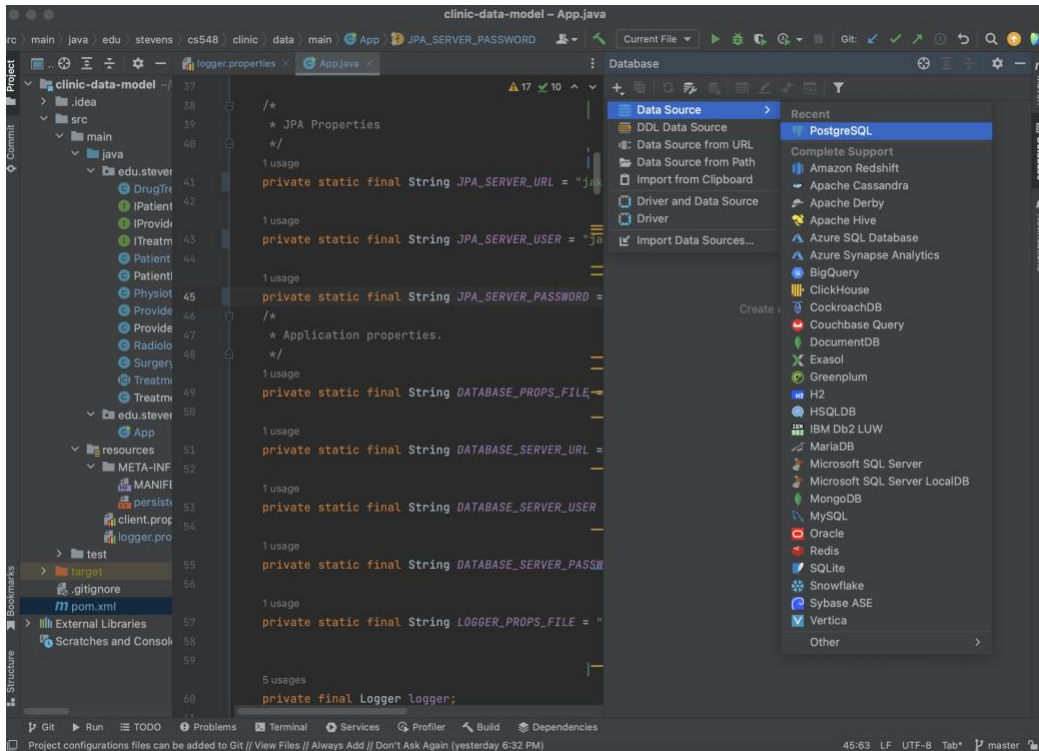 clinic-data-model – App.java
rc main java edu stevens cs548 clinic data main App JPA_SERVER_PASSWORD Current File Git:
Project
Commit
Bookmarks
Structure
clinic-data-model ~/
.idea
src
main
java
edu.stever
DrugTre
IPatient
IProvide
ITreatm
Patient
Patientl
Physiot
Provide
Provide
Radiolo
Surgery
Treatme
Treatme
edu.stever
App
resources
META-INF
MANIFE
persiste
client.prop
logger.pro
test
target
.gitignore
pom.xml
External Libraries
Scratches and Consol
logger.properties App.java
17 10
37
38 /*
39 * JPA Properties
40 */
1 usage
41 private static final String JPA_SERVER_URL = "jak
42
1 usage
43 private static final String JPA_SERVER_USER = "ja
44
1 usage
45 private static final String JPA_SERVER_PASSWORD =
46 /*
47 * Application properties.
48 */
1 usage
49 private static final String DATABASE_PROPS_FILE
50
1 usage
51 private static final String DATABASE_SERVER_URL =
52
1 usage
53 private static final String DATABASE_SERVER_USER
54
1 usage
55 private static final String DATABASE_SERVER_PASSW
56
1 usage
57 private static final String LOGGER_PROPS_FILE = "
58
59
5 usages
60 private final Logger logger;
Database
Data Source
DDL Data Source
Data Source from URL
Data Source from Path
Import from Clipboard
Driver and Data Source
Driver
Import Data Sources...
Create
Recent
PostgreSQL
Complete Support
Amazon Redshift
Apache Cassandra
Apache Derby
Apache Hive
Azure SQL Database
Azure Synapse Analytics
BigQuery
ClickHouse
CockroachDB
Couchbase Query
DocumentDB
Exasol
Greenplum
H2
HSQLDB
IBM Db2 LUW
MariaDB
Microsoft SQL Server
Microsoft SQL Server LocalDB
MongoDB
MySQL
Oracle
Redis
SQLite
Snowflake
Sybase ASE
Vertica
Other
Git Run TODO Problems Terminal Services Profiler Build Dependencies
Project configurations files can be added to Git // View Files // Always Add // Don't Ask Again (yesterday 6:32 PM) 45:63 LF UTF-8 Tab* master